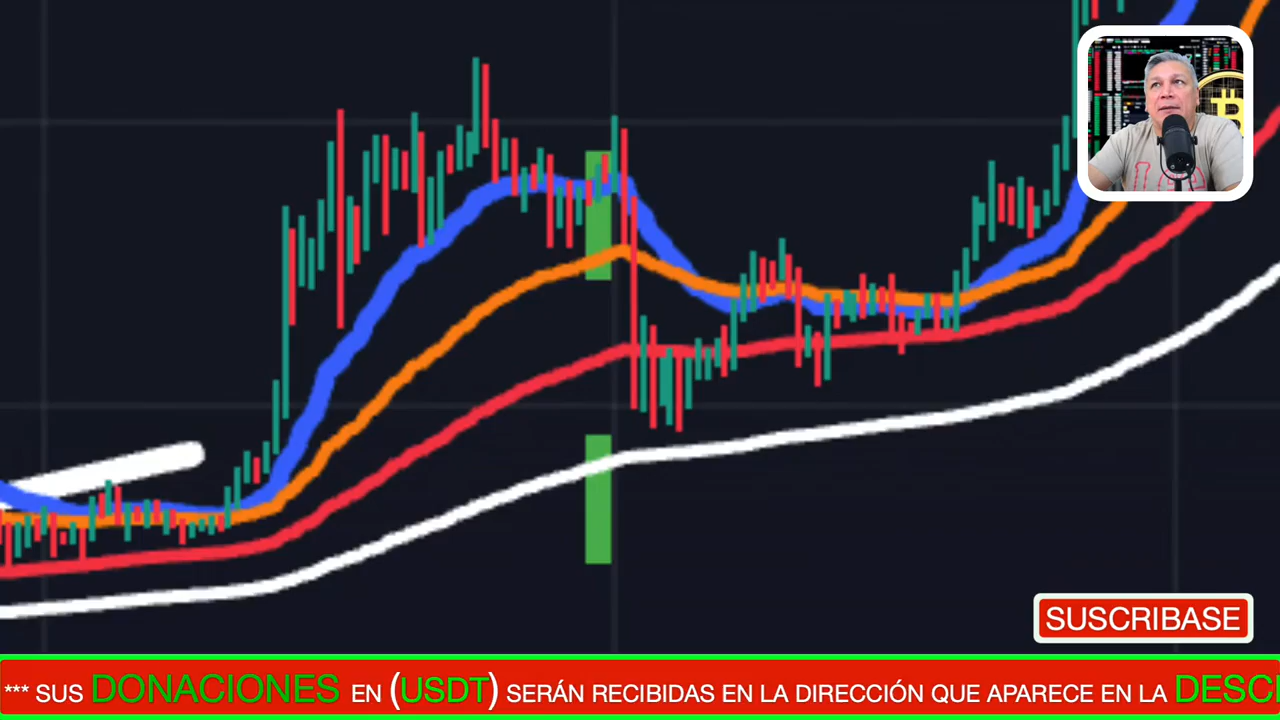 SUSCRIBASE
*** SUS DONACIONES EN (USDT) SERÁN RECIBIDAS EN LA DIRECCIÓN QUE APARECE EN LA